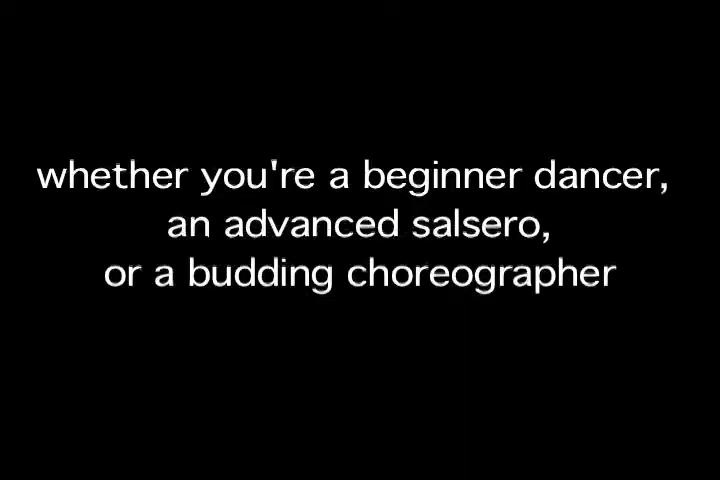 whether you're a beginner dancer,
an advanced salsero,
or a budding choreographer